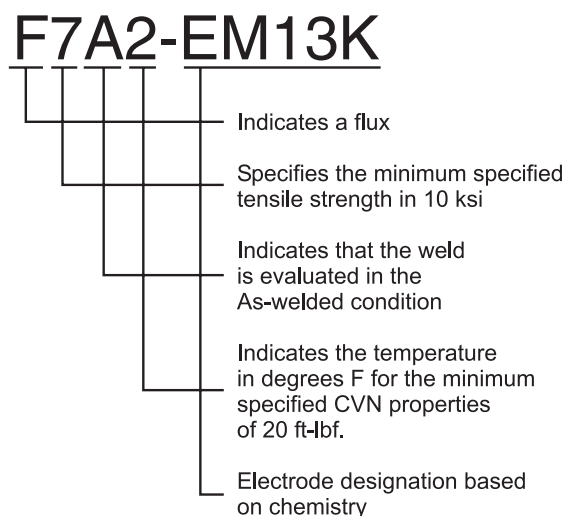 F7A2-EM13K
Indicates a flux
Specifies the minimum specified
tensile strength in 10 ksi
Indicates that the weld
is evaluated in the
As-welded condition
Indicates the temperature
in degrees F for the minimum
specified CVN properties
of 20 ft-lbf.
Electrode designation based
on chemistry